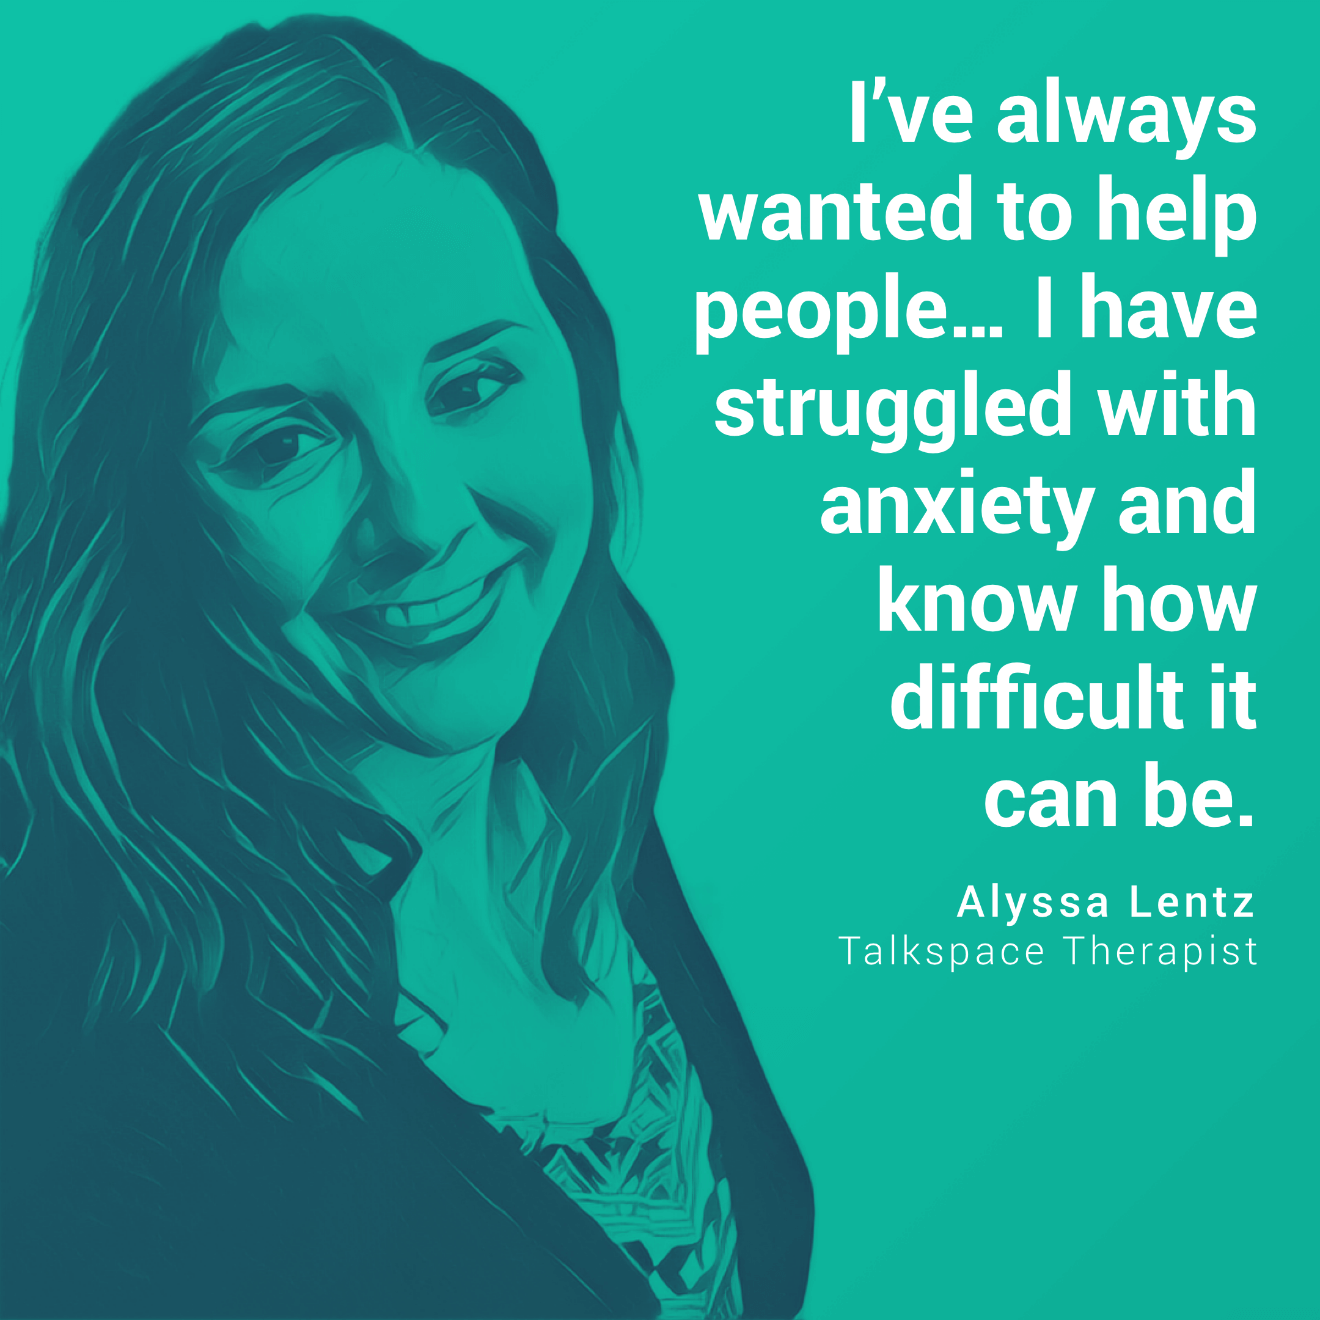 I’ve always
wanted to help
people... I have
struggled with
anxiety and
know how
difficult it
can be.
Alyssa Lentz
Talkspace Therapist